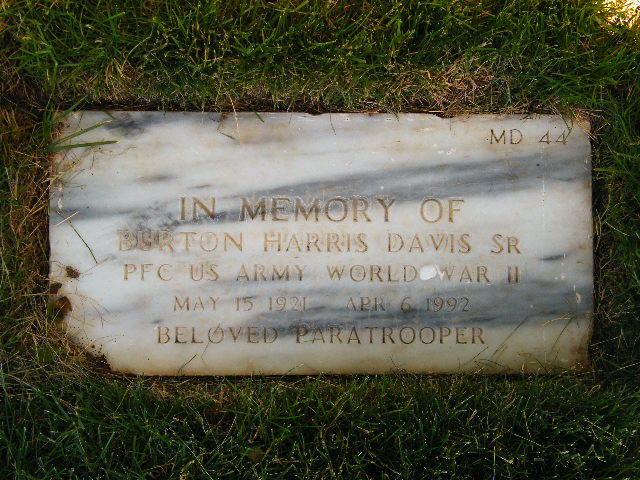 MD 44
IN MEMORY OF
BURTON HARRIS DAVIS SR
PFC US ARMY WORLD WAR II
MAY 15 1921 APR 6 1992
BELOVED PARATROOPER